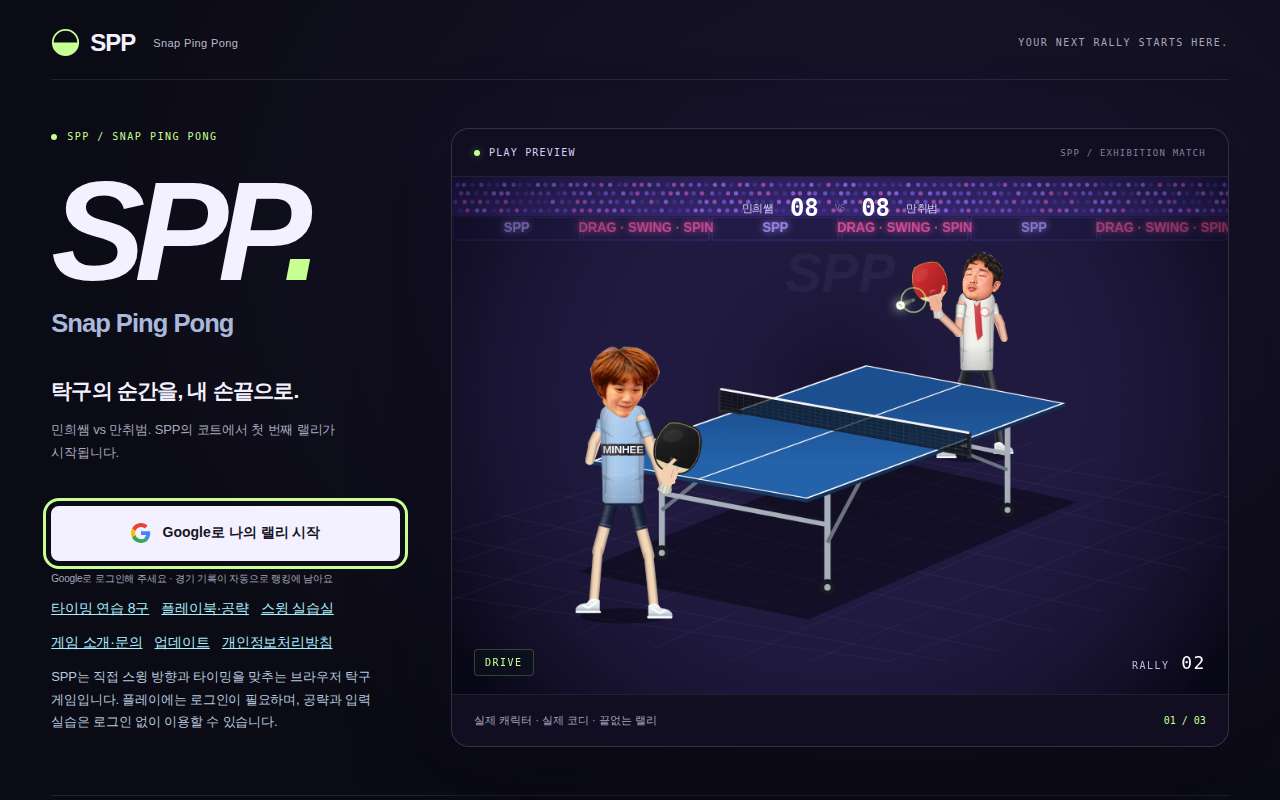 SPP Snap Ping Pong
YOUR NEXT RALLY STARTS HERE.
SPP / SNAP PING PONG
SPP.
Snap Ping Pong
탁구의 순간을, 내 손끝으로.
민희쌤 vs 만취범. SPP의 코트에서 첫 번째 랠리가
시작됩니다.
Google로 나의 랠리 시작
Google로 로그인해 주세요 · 경기 기록이 자동으로 랭킹에 남아요
타이밍 연습 8구 플레이북·공략 스윙 실습실
게임 소개·문의 업데이트 개인정보처리방침
SPP는 직접 스윙 방향과 타이밍을 맞추는 브라우저 탁구
게임입니다. 플레이에는 로그인이 필요하며, 공략과 입력
실습은 로그인 없이 이용할 수 있습니다.
PLAY PREVIEW
SPP / EXHIBITION MATCH
민희쌤 08 VS 08 만취범
SPP DRAG · SWING · SPIN SPP DRAG · SWING · SPIN SPP DRAG · SWING · SPIN
SPP
MINHEE
DRIVE
RALLY 02
실제 캐릭터 · 실제 코디 · 끝없는 랠리
01 / 03